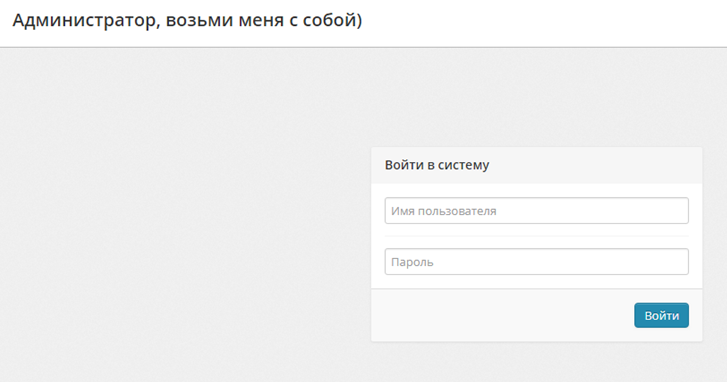 Администратор, возьми меня с собой)
Войти в систему
Имя пользователя
Пароль
Войти